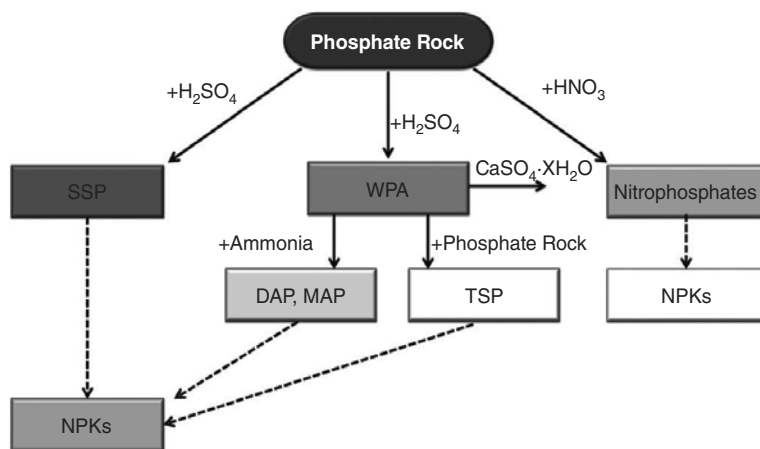 Phosphate Rock
+H₂SO₄
+H₂SO₄
+HNO₃
SSP
WPA
CaSO₄·XH₂O
Nitrophosphates
+Ammonia
+Phosphate Rock
DAP, MAP
TSP
NPKs
NPKs